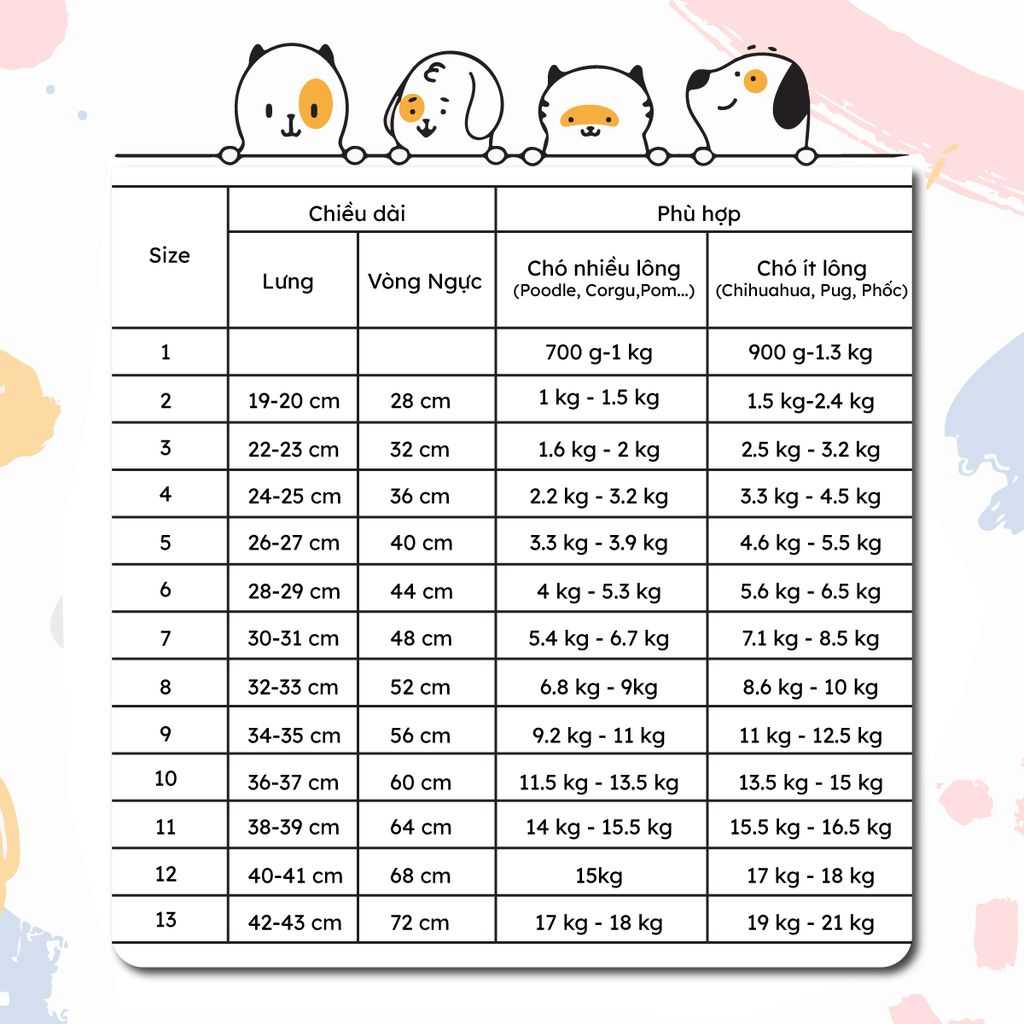 Size
Chiều dài
Phù hợp
Lưng
Vòng Ngực
Chó nhiều lông
(Poodle, Corgu,Pom...)
Chó ít lông
(Chihuahua, Pug, Phốc)
1 700 g-1 kg 900 g-1.3 kg
2 19-20 cm 28 cm 1 kg - 1.5 kg 1.5 kg-2.4 kg
3 22-23 cm 32 cm 1.6 kg - 2 kg 2.5 kg - 3.2 kg
4 24-25 cm 36 cm 2.2 kg - 3.2 kg 3.3 kg - 4.5 kg
5 26-27 cm 40 cm 3.3 kg - 3.9 kg 4.6 kg - 5.5 kg
6 28-29 cm 44 cm 4 kg - 5.3 kg 5.6 kg - 6.5 kg
7 30-31 cm 48 cm 5.4 kg - 6.7 kg 7.1 kg - 8.5 kg
8 32-33 cm 52 cm 6.8 kg - 9kg 8.6 kg - 10 kg
9 34-35 cm 56 cm 9.2 kg - 11 kg 11 kg - 12.5 kg
10 36-37 cm 60 cm 11.5 kg - 13.5 kg 13.5 kg - 15 kg
11 38-39 cm 64 cm 14 kg - 15.5 kg 15.5 kg - 16.5 kg
12 40-41 cm 68 cm 15kg 17 kg - 18 kg
13 42-43 cm 72 cm 17 kg - 18 kg 19 kg - 21 kg